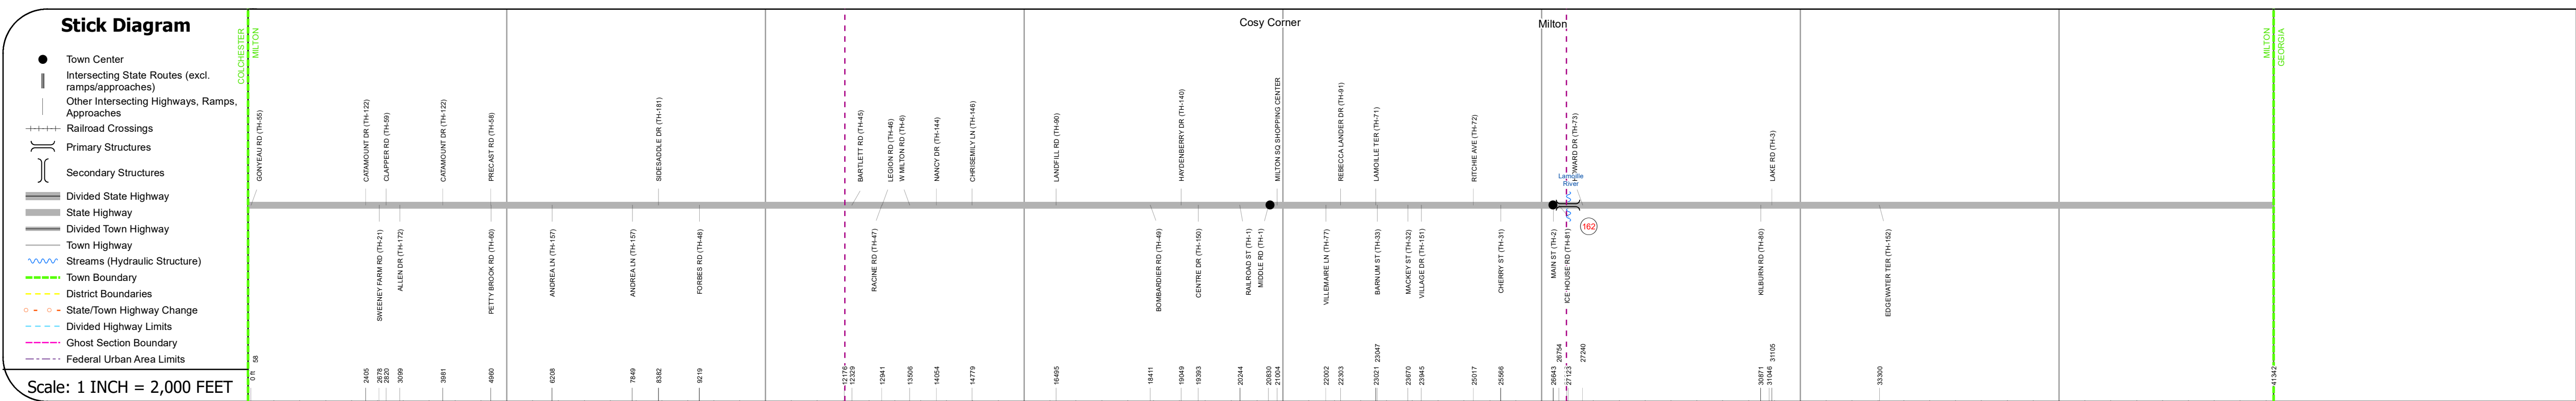 Stick Diagram
Town Center
Intersecting State Routes (excl.
ramps/approaches)
Other Intersecting Highways, Ramps,
Approaches
Railroad Crossings
Primary Structures
Secondary Structures
Divided State Highway
State Highway
Divided Town Highway
Town Highway
Streams (Hydraulic Structure)
Town Boundary
District Boundaries
State/Town Highway Change
Divided Highway Limits
Ghost Section Boundary
Federal Urban Area Limits
Scale: 1 INCH = 2,000 FEET
COLCHESTER
MILTON
Cosy Corner
Milton
MILTON
GEORGIA
GONYEAU RD (TH-55)
CATAMOUNT DR (TH-122)
CLAPPER RD (TH-59)
CATAMOUNT DR (TH-122)
PRECAST RD (TH-58)
SIDESADDLE DR (TH-181)
BARTLETT RD (TH-45)
LEGION RD (TH-46)
W MILTON RD (TH-6)
NANCY DR (TH-144)
CHRISEMILY LN (TH-146)
LANDFILL RD (TH-90)
HAYDENBERRY DR (TH-140)
MILTON SQ SHOPPING CENTER
REBECCA LANDER DR (TH-91)
LAMOILLE TER (TH-71)
RITCHIE AVE (TH-72)
HOWARD DR (TH-73)
LAKE RD (TH-3)
Lamoille
River
162
SWEENEY FARM RD (TH-21)
ALLEN DR (TH-172)
PETTY BROOK RD (TH-60)
ANDREA LN (TH-157)
ANDREA LN (TH-157)
FORBES RD (TH-48)
RACINE RD (TH-47)
BOMBARDIER RD (TH-49)
CENTRE DR (TH-150)
RAILROAD ST (TH-1)
MIDDLE RD (TH-1)
VILLEMAIRE LN (TH-77)
BARNUM ST (TH-33)
MACKEY ST (TH-32)
VILLAGE DR (TH-151)
CHERRY ST (TH-31)
MAIN ST (TH-2)
ICE HOUSE RD (TH-81)
KILBURN RD (TH-80)
EDGEWATER TER (TH-152)
0 ft
58
2405
2678
2820
3099
3981
4960
6208
7849
8382
9219
12176
12329
12941
13506
14054
14779
16495
18411
19049
19393
20244
20830
21004
22002
22303
23021
23047
23670
23945
25017
25566
26643
26754
27123
27240
30871
31046
31105
33300
41342